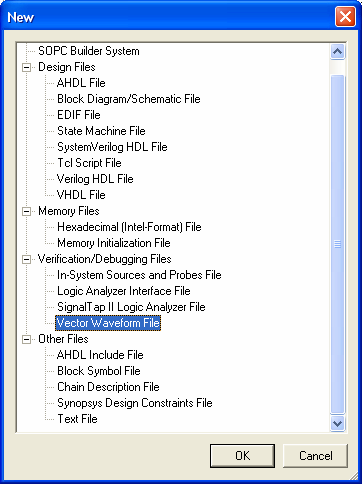 New
SOPC Builder System
Design Files
AHDL File
Block Diagram/Schematic File
EDIF File
State Machine File
SystemVerilog HDL File
Tcl Script File
Verilog HDL File
VHDL File
Memory Files
Hexadecimal (Intel-Format) File
Memory Initialization File
Verification/Debugging Files
In-System Sources and Probes File
Logic Analyzer Interface File
SignalTap II Logic Analyzer File
Vector Waveform File
Other Files
AHDL Include File
Block Symbol File
Chain Description File
Synopsys Design Constraints File
Text File
OK Cancel